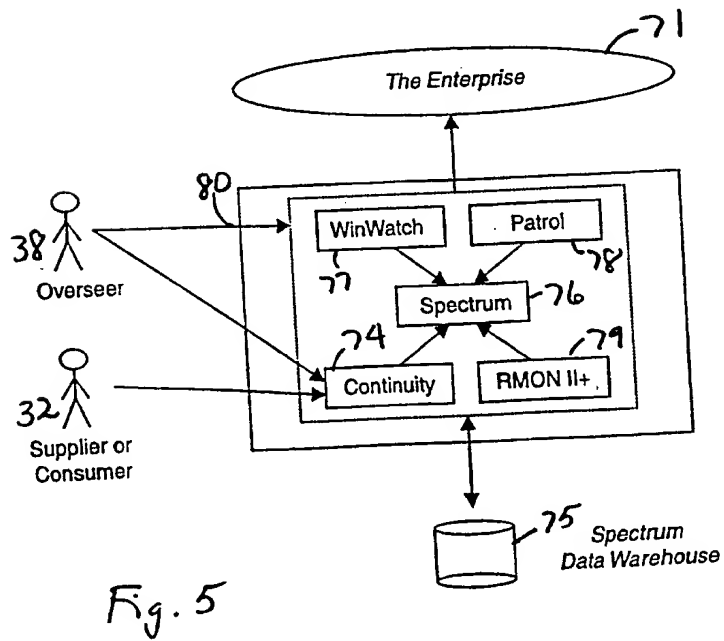 71
The Enterprise
80
WinWatch
Patrol
38
77
78
Overseer
Spectrum
76
74
79
Continuity
RMON II+
32
Supplier or
Consumer
75
Spectrum
Data Warehouse
Fig. 5